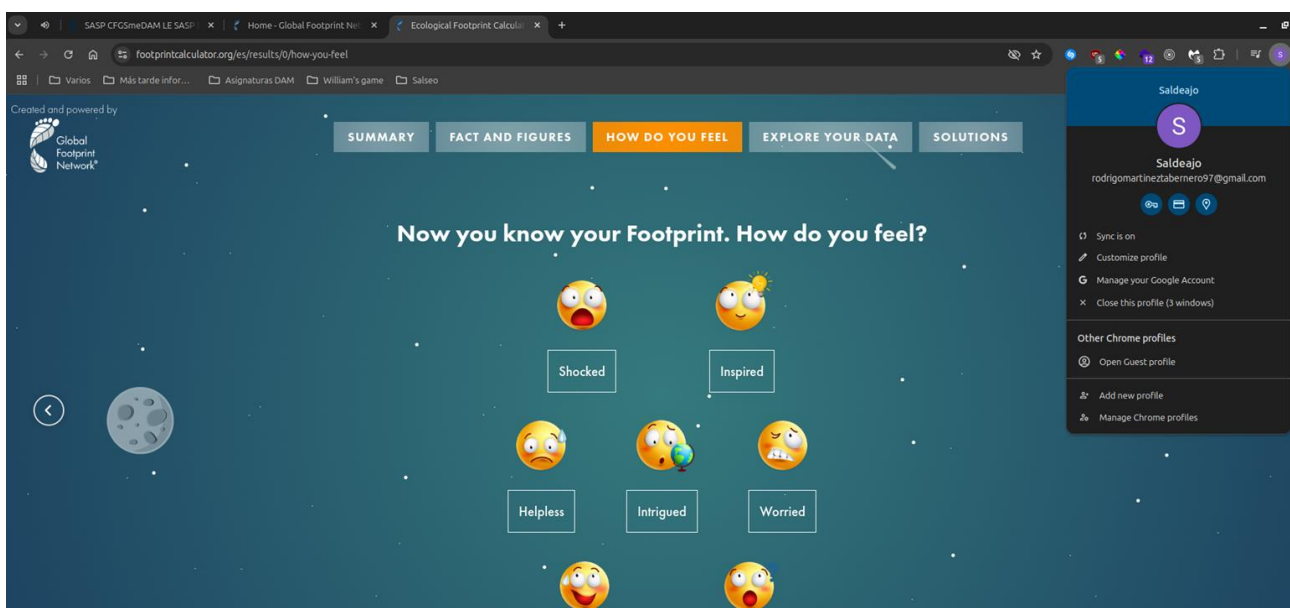 SASP CFGSmeDAM LE SASP
Home - Global Footprint Net
Ecological Footprint Calculat
footprintcalculator.org/es/results/0/how-you-feel
5
12
5
S
Varios
Más tarde infor...
Asignaturas DAM
William's game
Salseo
Created and powered by
Global
Footprint
Network®
SUMMARY
FACT AND FIGURES
HOW DO YOU FEEL
EXPLORE YOUR DATA
SOLUTIONS
Now you know your Footprint. How do you feel?
Shocked
Inspired
Helpless
Intrigued
Worried
Saldeajo
S
Saldeajo
rodrigomartineztabernero97@gmail.com
Sync is on
Customize profile
G Manage your Google Account
Close this profile (3 windows)
Other Chrome profiles
Open Guest profile
Add new profile
Manage Chrome profiles